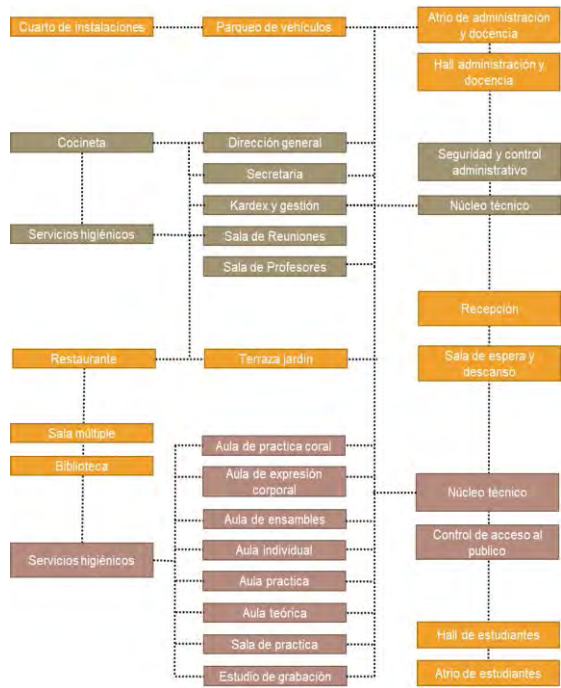 Cuarto de instalaciones
Parqueo de vehículos
Atrio de administración
y docencia
Hall administración y
docencia
Cocineta
Dirección general
Seguridad y control
administrativo
Secretaria
Kardex y gestión
Núcleo técnico
Servicios higiénicos
Sala de Reuniones
Sala de Profesores
Recepción
Restaurante
Terraza jardín
Sala de espera y
descanso
Sala múltiple
Biblioteca
Aula de practica coral
Aula de expresión
corporal
Núcleo técnico
Aula de ensambles
Control de acceso al
publico
Servicios higiénicos
Aula individual
Aula practica
Aula teórica
Hall de estudiantes
Sala de practica
Estudio de grabación
Atrio de estudiantes